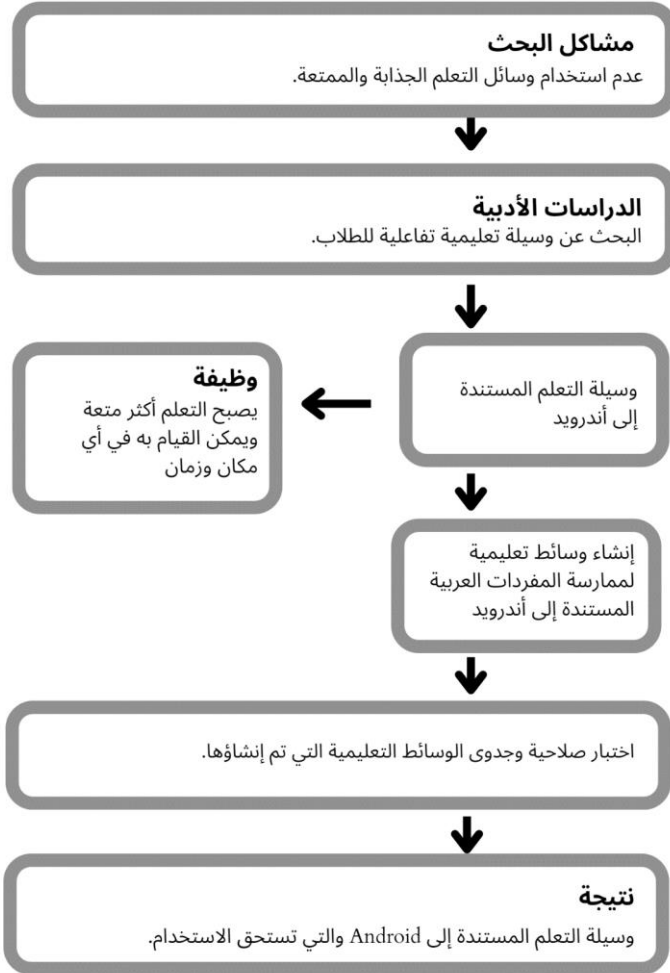 مشاكل البحث
عدم استخدام وسائل التعلم الجذابة والممتعة.
الدراسات الأدبية
البحث عن وسيلة تعليمية تفاعلية للطلاب.
وسيلة التعلم المستندة
إلى أندرويد
وظيفة
يصبح التعلم أكثر متعة
ويمكن القيام به في أي
مكان وزمان
إنشاء وسائط تعليمية
لممارسة المفردات العربية
المستندة إلى أندرويد
اختبار صلاحية وجدوى الوسائط التعليمية التي تم إنشاؤها.
نتيجة
وسيلة التعلم المستندة إلى Android والتي تستحق الاستخدام.